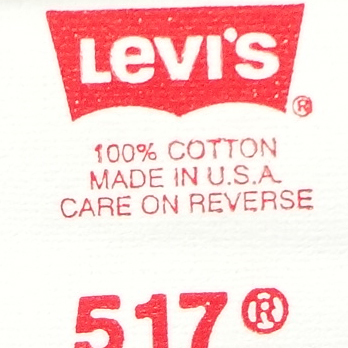 Levi's ®
100% COTTON
MADE IN U.S.A.
CARE ON REVERSE
517®